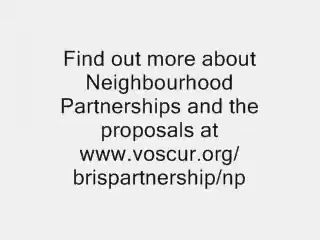 Find out more about
Neighbourhood
Partnerships and the
proposals at
www.voscur.org/
brispartnership/np